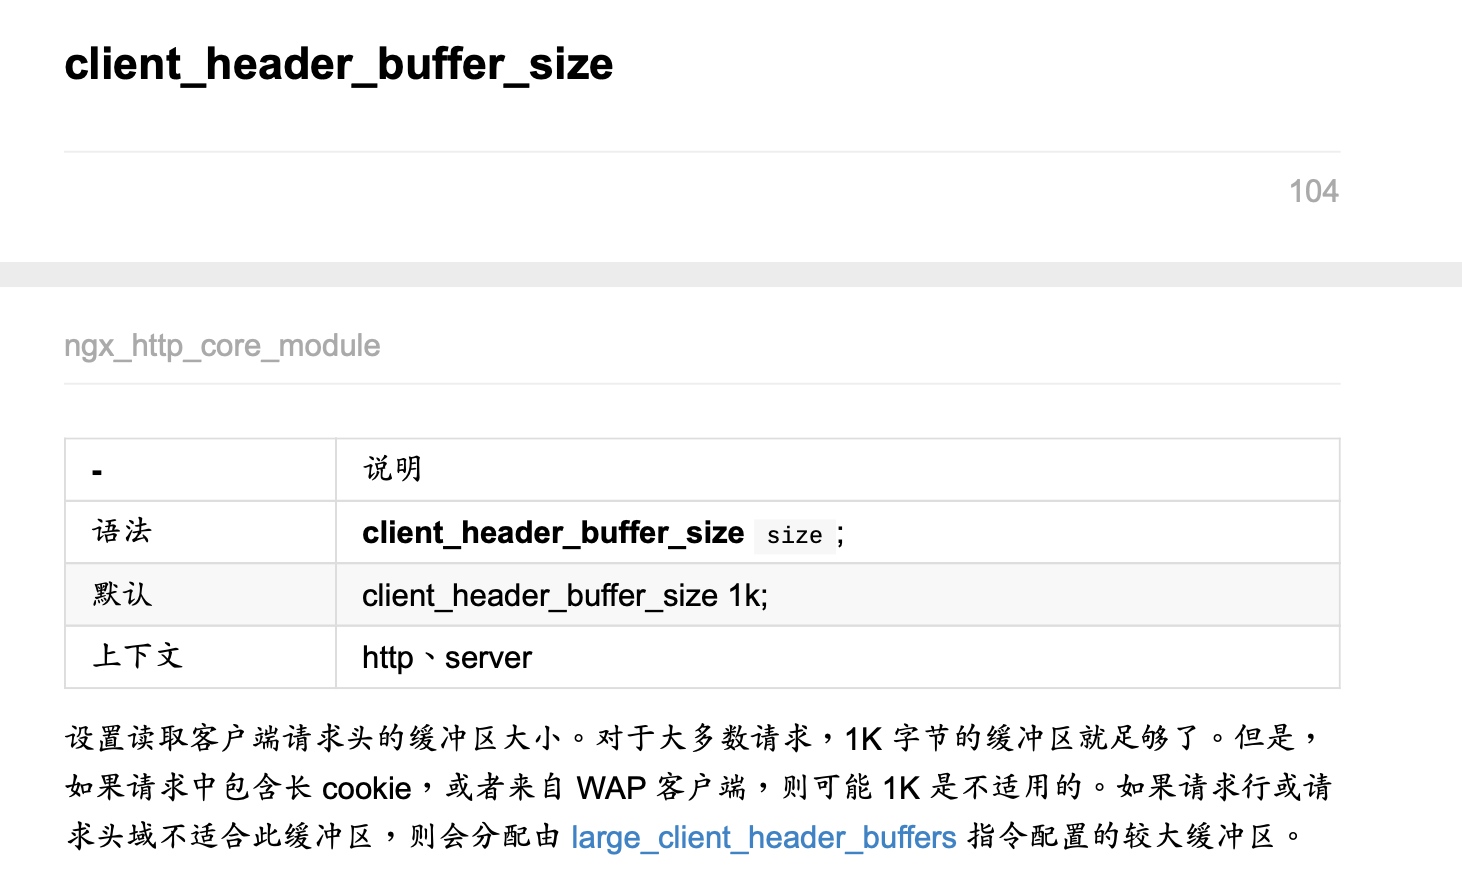 client_header_buffer_size
104
ngx_http_core_module
- 说明
语法 client_header_buffer_size size ;
默认 client_header_buffer_size 1k;
上下文 http、server
设置读取客户端请求头的缓冲区大小。对于大多数请求，1K 字节的缓冲区就足够了。但是，
如果请求中包含长 cookie，或者来自 WAP 客户端，则可能 1K 是不适用的。如果请求行或请
求头域不适合此缓冲区，则会分配由 large_client_header_buffers 指令配置的较大缓冲区。